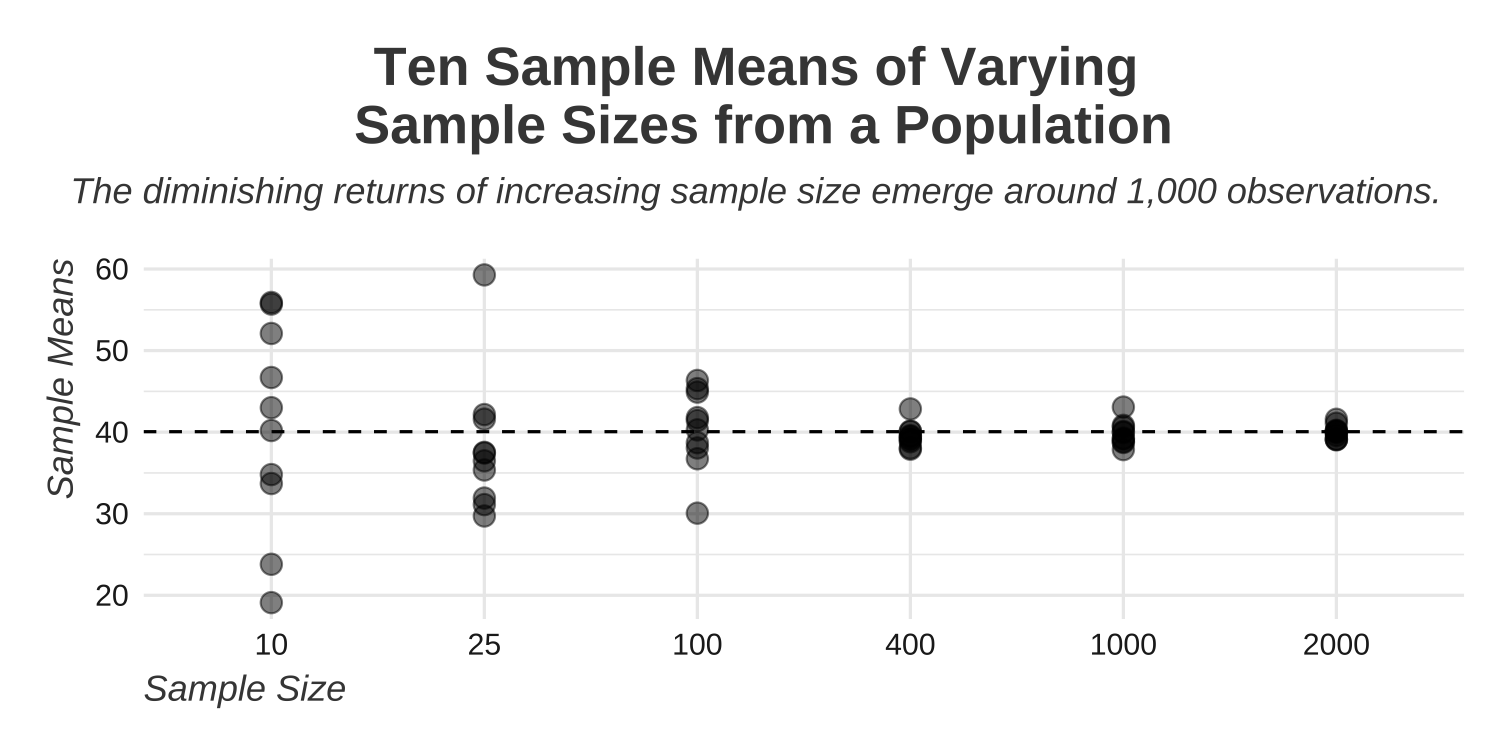 Ten Sample Means of Varying
Sample Sizes from a Population
The diminishing returns of increasing sample size emerge around 1,000 observations.
Sample Means
60
50
40
30
20
10 25 100 400 1000 2000
Sample Size